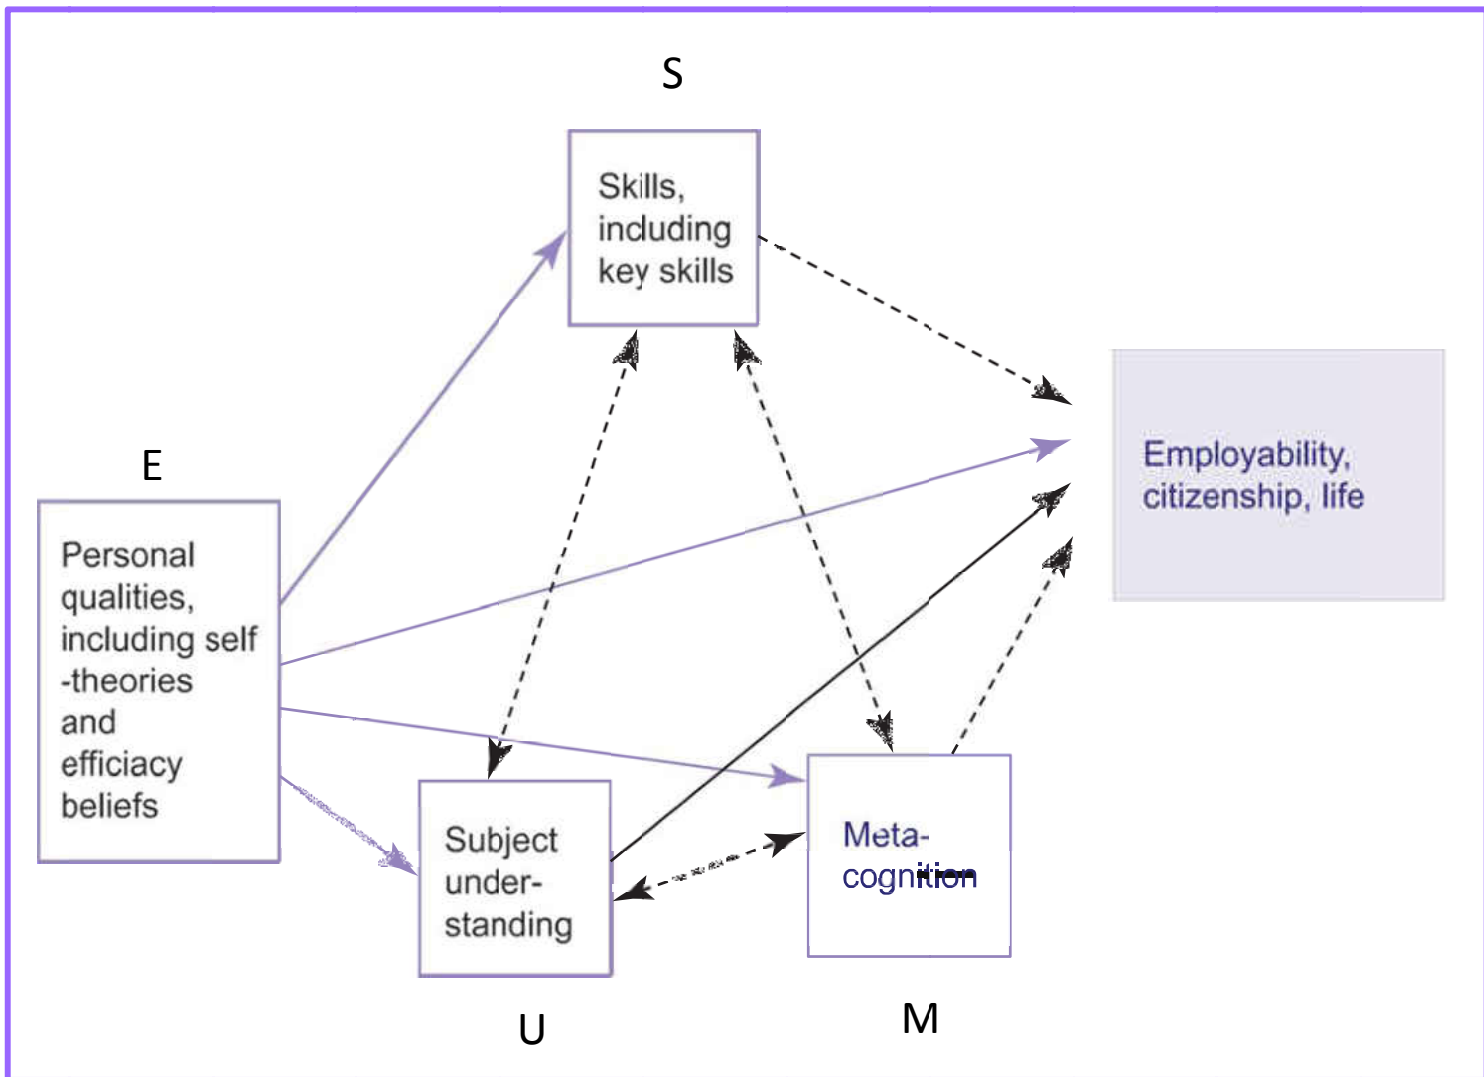 S
Skills,
including
key skills
E
Personal
qualities,
including self
-theories
and
efficiacy
beliefs
Employability,
citizenship, life
Subject
under-
standing
Meta-
cognition
U
M